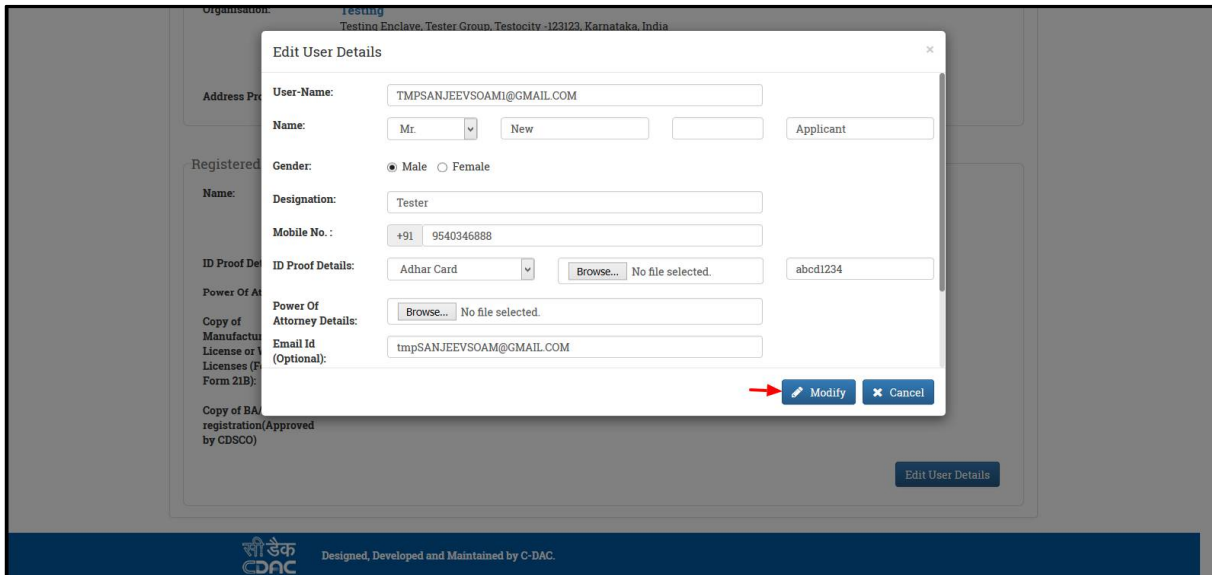 Organisation:
Testing
Testing Enclave, Tester Group, Testocity -123123, Karnataka, India
Edit User Details
×
Address Pro
User-Name:
TMPSANJEEVSOAM1@GMAIL.COM
Name:
Mr.
New
Applicant
Registered
Gender:
Male
Female
Name:
Designation:
Tester
Mobile No. :
+91
9540346888
ID Proof Det
ID Proof Details:
Adhar Card
Browse...
No file selected.
abcd1234
Power Of At
Power Of
Attorney Details:
Browse...
No file selected.
Copy of
Manufactur
License or W
Licenses (Fo
Form 21B):
Email Id
(Optional):
tmpSANJEEVSOAM@GMAIL.COM
Modify
Cancel
Copy of BA/
registration(Approved
by CDSCO)
Edit User Details
सी डैक
CDAC
Designed, Developed and Maintained by C-DAC.